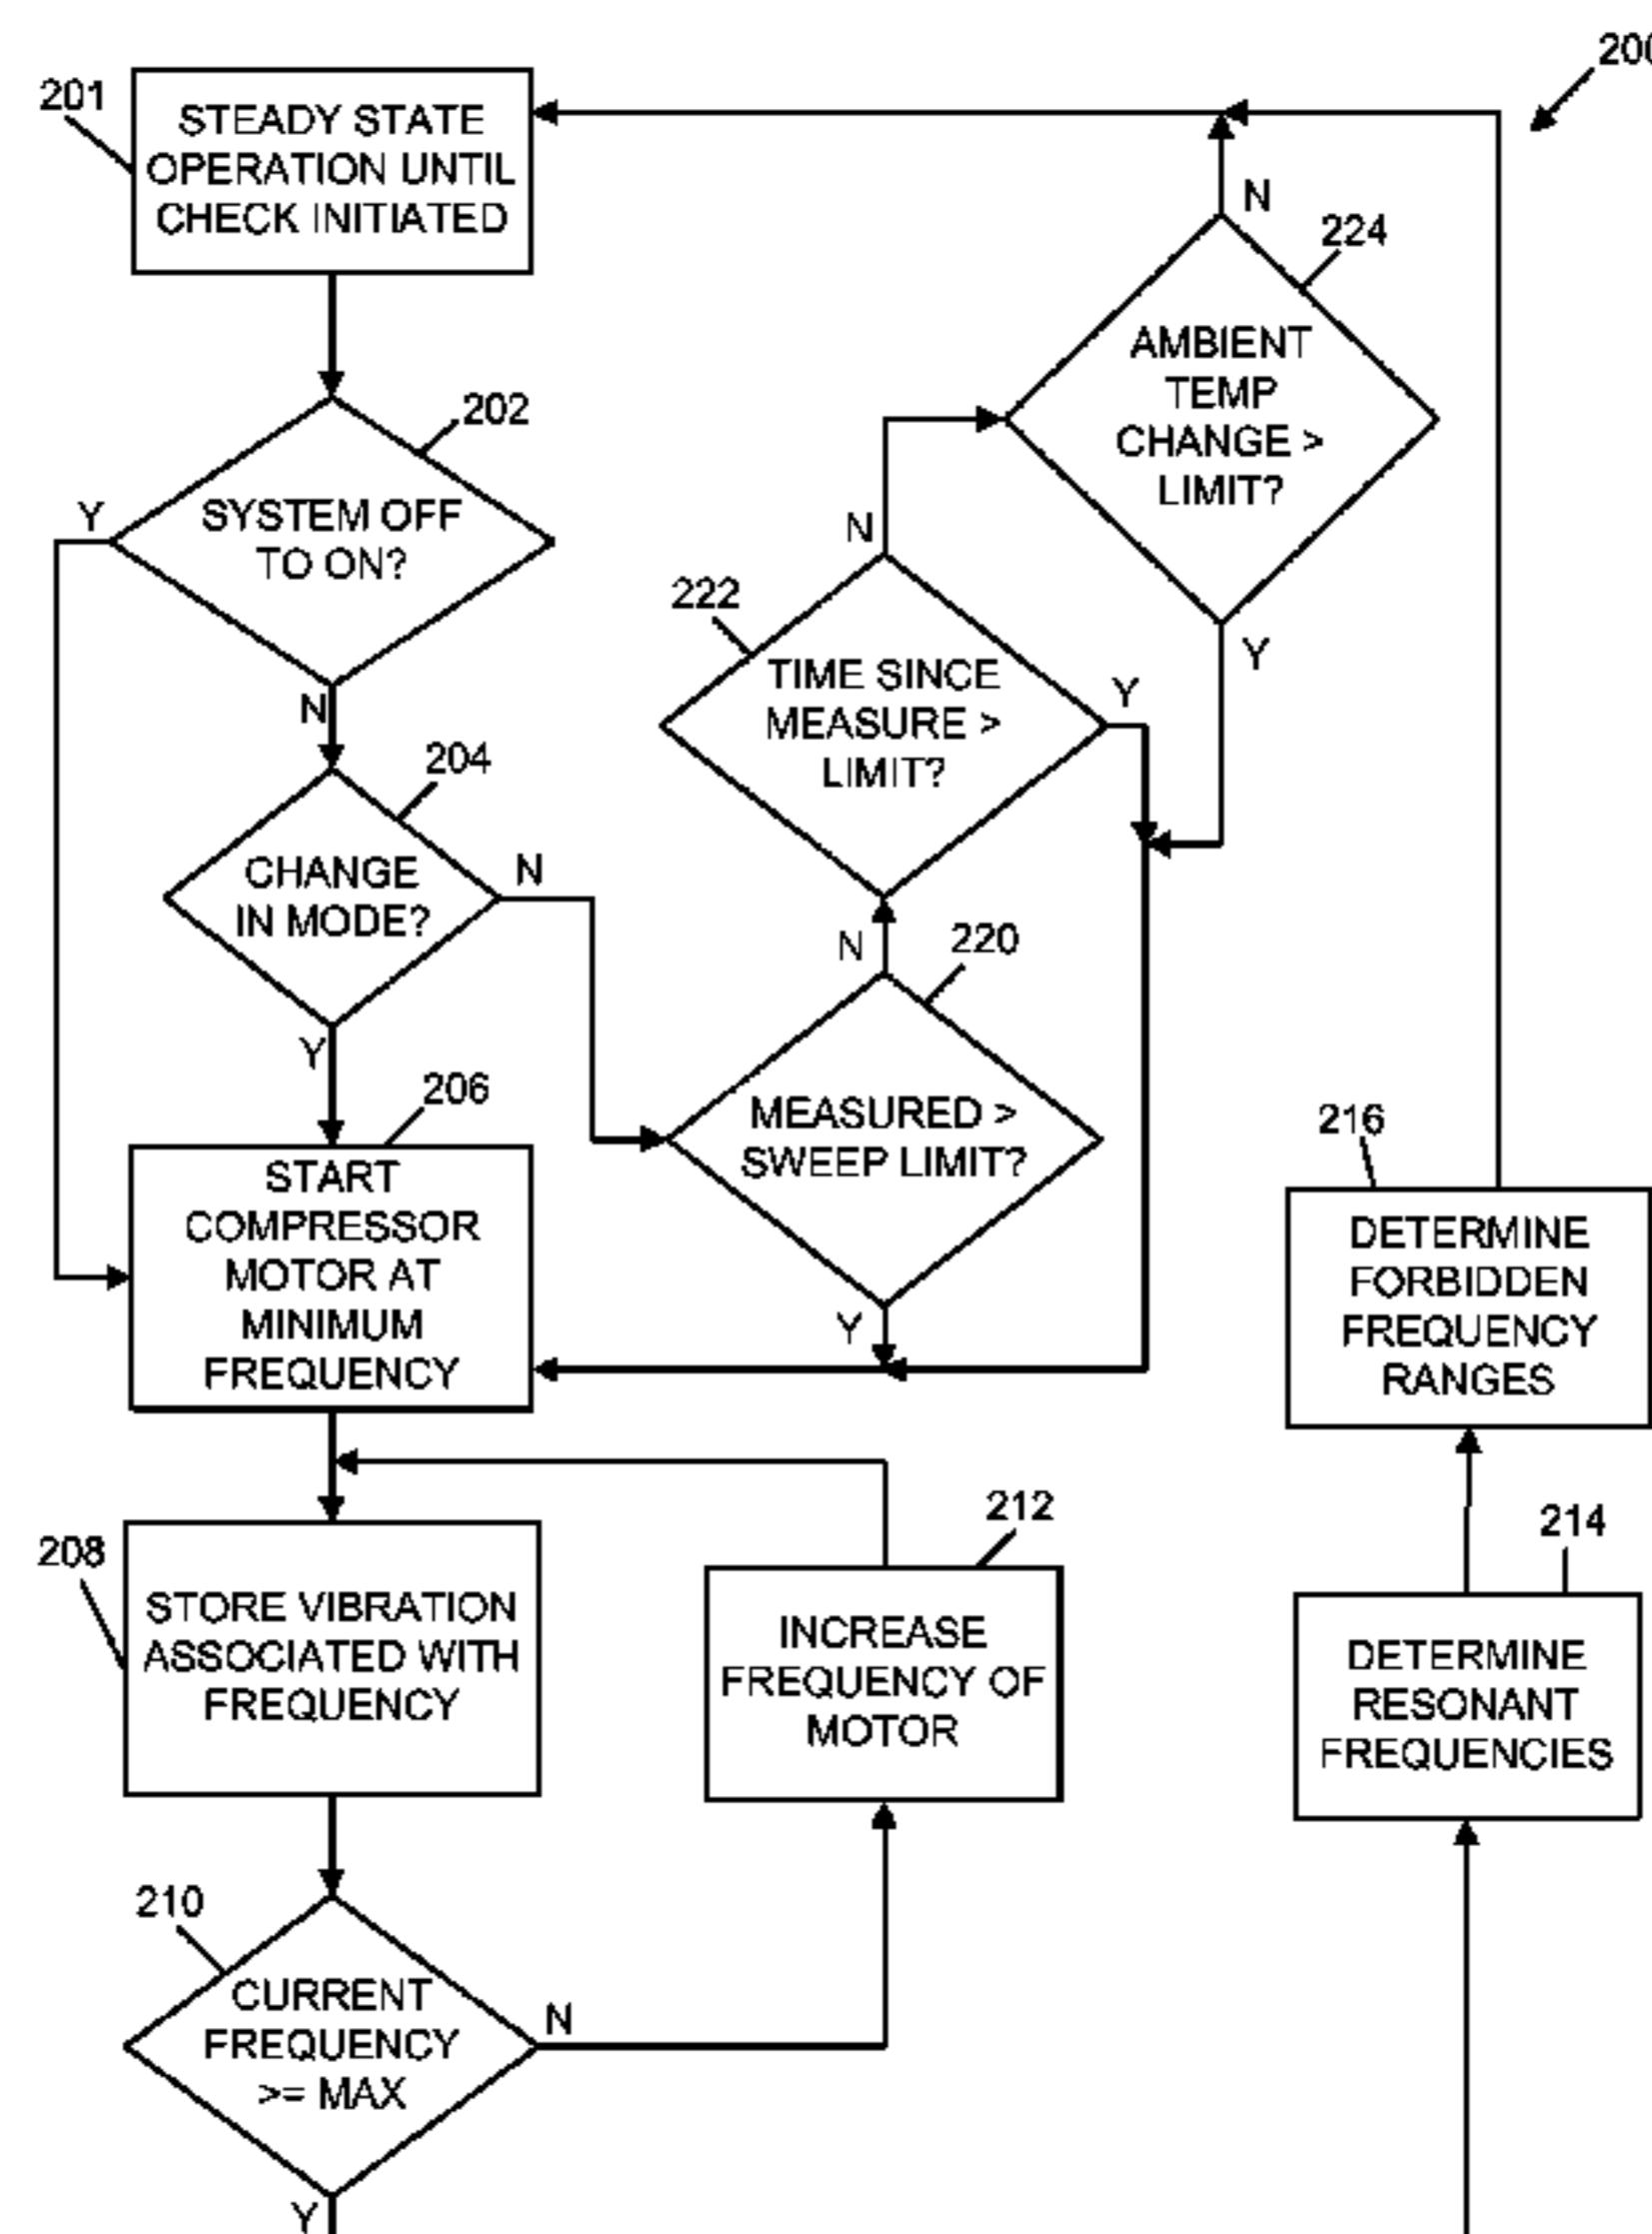 200
201
STEADY STATE
OPERATION UNTIL
CHECK INITIATED
202
SYSTEM OFF
TO ON?
Y
N
204
CHANGE
IN MODE?
N
Y
206
START
COMPRESSOR
MOTOR AT
MINIMUM
FREQUENCY
208
STORE VIBRATION
ASSOCIATED WITH
FREQUENCY
210
CURRENT
FREQUENCY
>= MAX
N
Y
212
INCREASE
FREQUENCY OF
MOTOR
220
MEASURED >
SWEEP LIMIT?
N
Y
222
TIME SINCE
MEASURE >
LIMIT?
N
Y
224
AMBIENT
TEMP
CHANGE >
LIMIT?
N
Y
216
DETERMINE
FORBIDDEN
FREQUENCY
RANGES
214
DETERMINE
RESONANT
FREQUENCIES